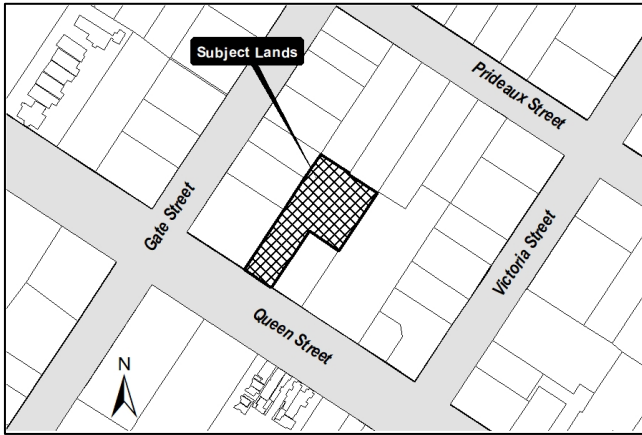 Subject Lands
Prideaux Street
Gate Street
Victoria Street
Queen Street
N